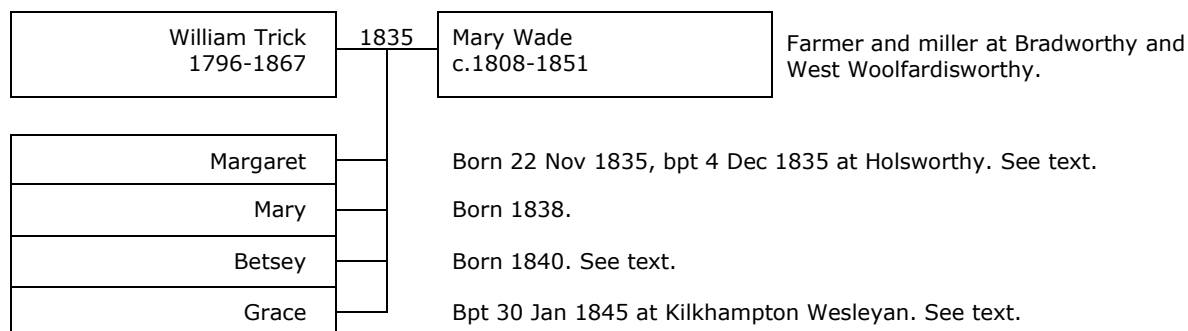 William Trick
1796-1867
1835
Mary Wade
c.1808-1851
Farmer and miller at Bradworthy and
West Woolfardisworthy.
Margaret
Born 22 Nov 1835, bpt 4 Dec 1835 at Holsworthy. See text.
Mary
Born 1838.
Betsey
Born 1840. See text.
Grace
Bpt 30 Jan 1845 at Kilkhampton Wesleyan. See text.